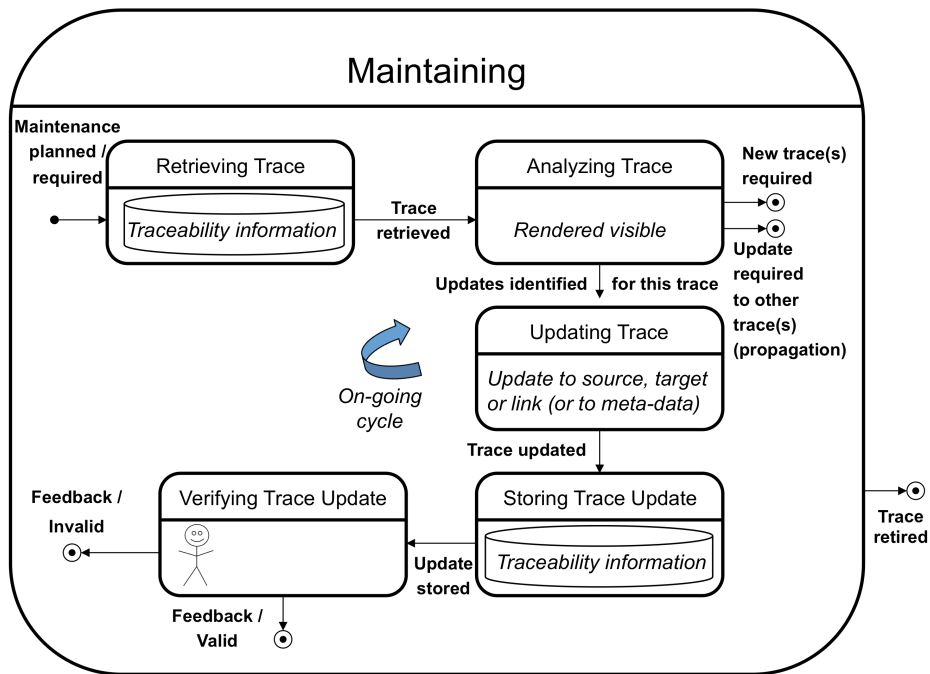 Maintaining
Maintenance
planned /
required
Retrieving Trace
Traceability information
Trace
retrieved
Analyzing Trace
Rendered visible
New trace(s)
required
Update
required
to other
trace(s)
(propagation)
Updates identified
for this trace
Updating Trace
Update to source, target
or link (or to meta-data)
On-going
cycle
Trace updated
Storing Trace Update
Traceability information
Update
stored
Verifying Trace Update
Feedback /
Invalid
Feedback /
Valid
Trace
retired